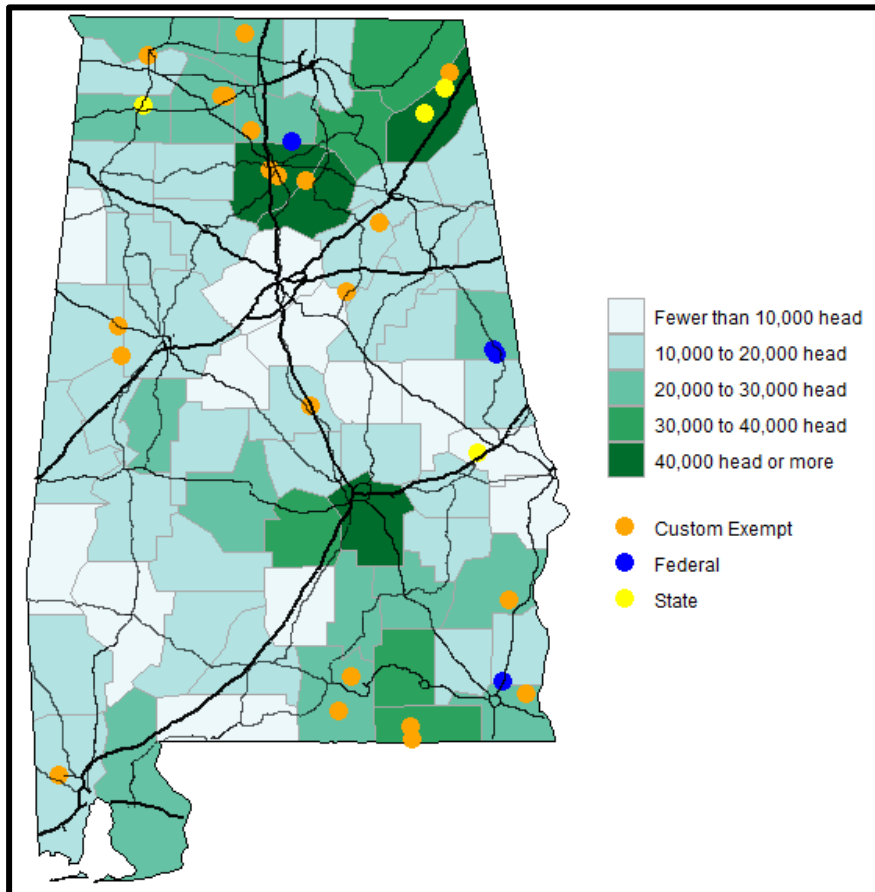 Fewer than 10,000 head
10,000 to 20,000 head
20,000 to 30,000 head
30,000 to 40,000 head
40,000 head or more
Custom Exempt
Federal
State